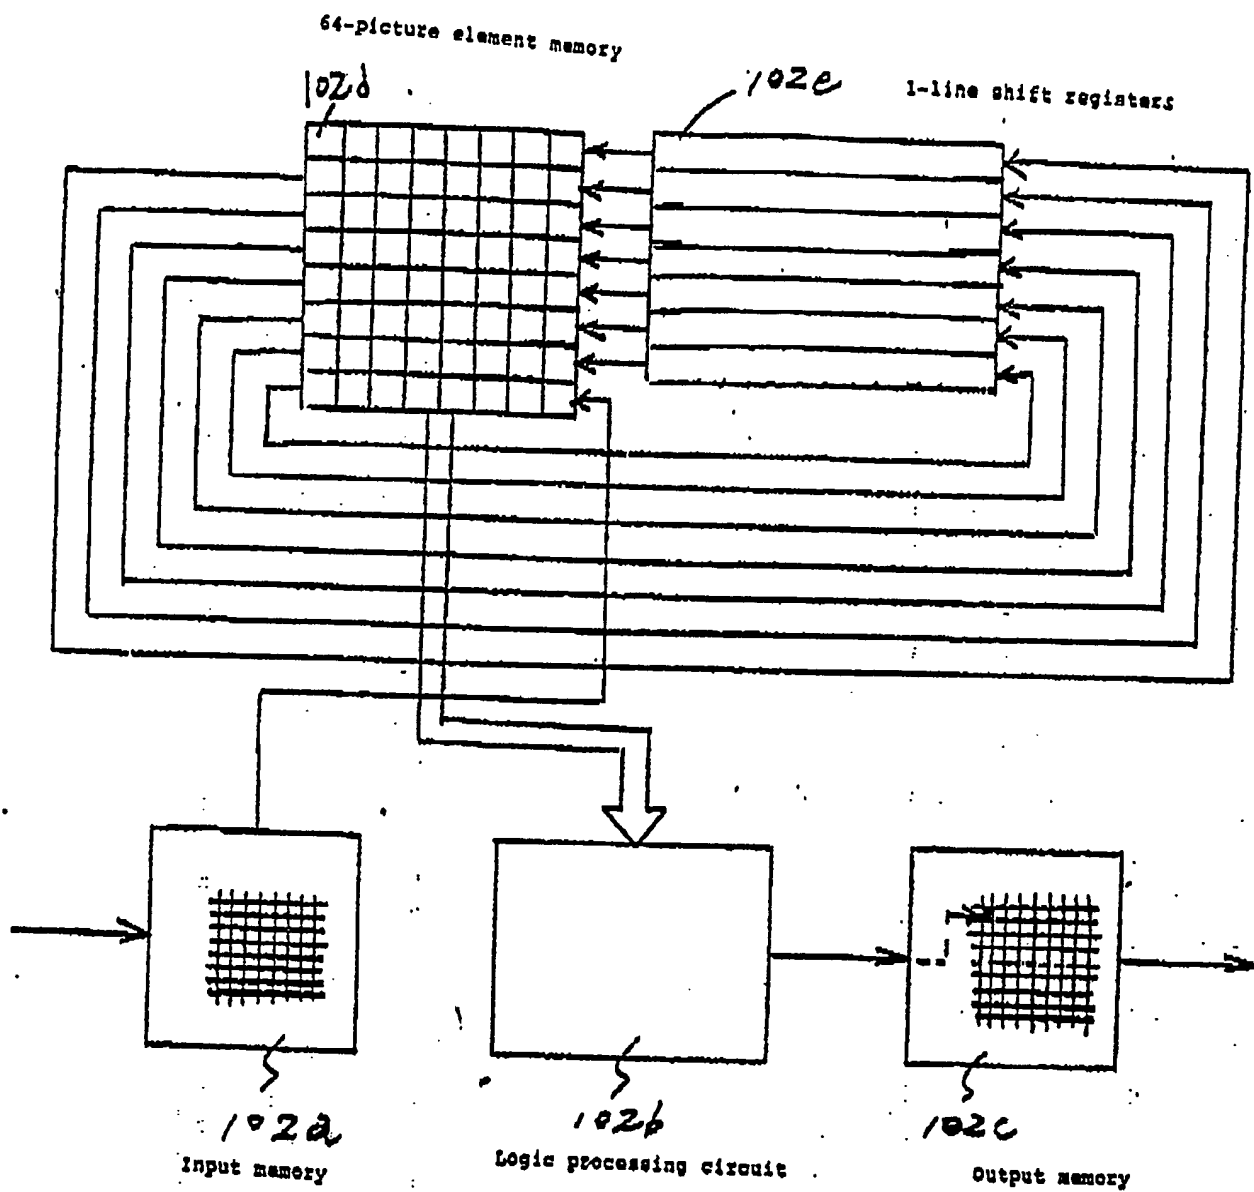 64-picture element memory
102d
102e
1-line shift registers
102a
102b
102c
Input memory
Logic processing circuit
Output memory